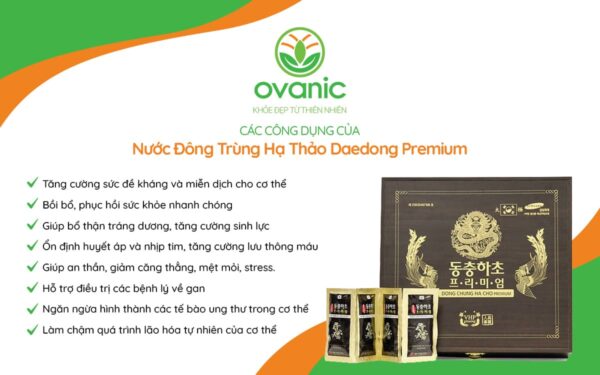 ovanic
KHỎE ĐẸP TỪ THIÊN NHIÊN
CÁC CÔNG DỤNG CỦA
Nước Đông Trùng Hạ Thảo Daedong Premium
Tăng cường sức đề kháng và miễn dịch cho cơ thể
Bồi bổ, phục hồi sức khỏe nhanh chóng
Giúp bổ thận tráng dương, tăng cường sinh lực
Ổn định huyết áp và nhịp tim, tăng cường lưu thông máu
Giúp an thần, giảm căng thẳng, mệt mỏi, stress.
Hỗ trợ điều trị các bệnh lý về gan
Ngăn ngừa hình thành các tế bào ung thư trong cơ thể
Làm chậm quá trình lão hóa tự nhiên của cơ thể
동충하초
프·리·미·엄
DONG CHUNG HA CHO PREMIUM
VHP